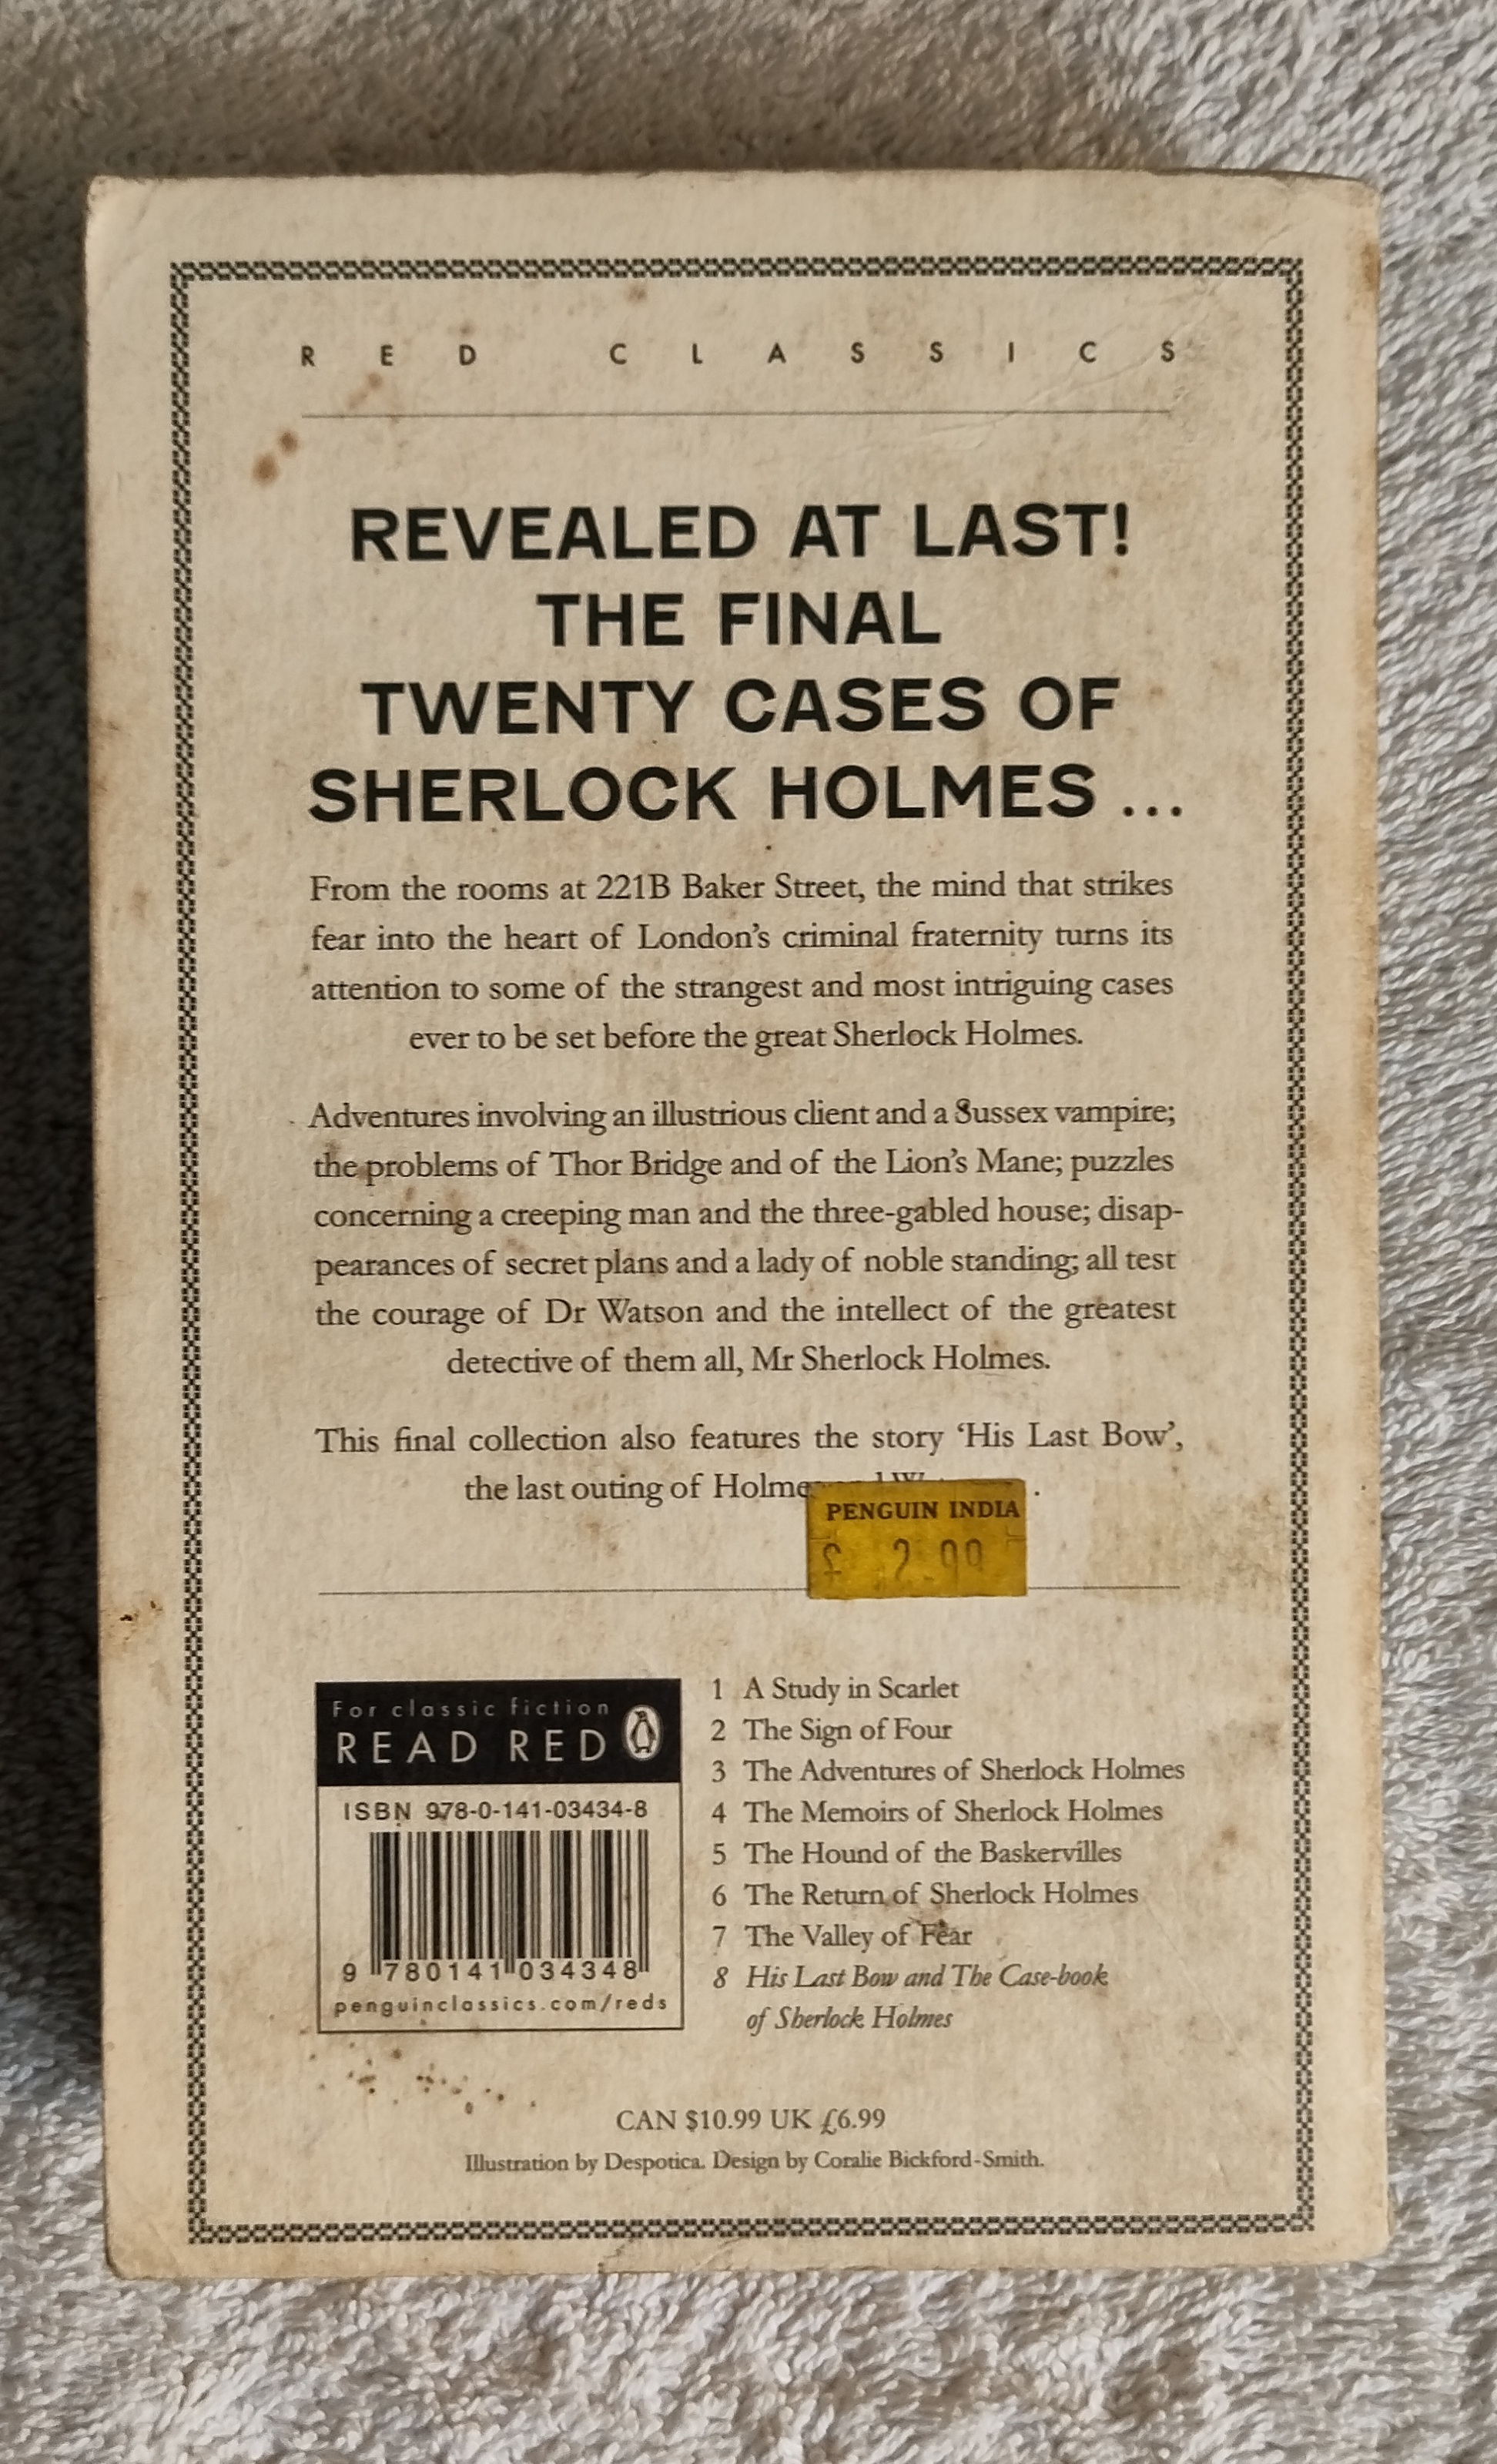 RED CLASSICS
REVEALED AT LAST!
THE FINAL
TWENTY CASES OF
SHERLOCK HOLMES ...
From the rooms at 221B Baker Street, the mind that strikes
fear into the heart of London's criminal fraternity turns its
attention to some of the strangest and most intriguing cases
ever to be set before the great Sherlock Holmes.
Adventures involving an illustrious client and a Sussex vampire;
the problems of Thor Bridge and of the Lion's Mane; puzzles
concerning a creeping man and the three-gabled house; disap-
pearances of secret plans and a lady of noble standing; all test
the courage of Dr Watson and the intellect of the greatest
detective of them all, Mr Sherlock Holmes.
This final collection also features the story ‘His Last Bow’,
the last outing of
PENGUIN INDIA
£ 2.99
For classic fiction
READ RED
ISBN 978-0-141-03434-8
9 780141 034348
penguinclassics.com/reds
1 A Study in Scarlet
2 The Sign of Four
3 The Adventures of Sherlock Holmes
4 The Memoirs of Sherlock Holmes
5 The Hound of the Baskervilles
6 The Return of Sherlock Holmes
7 The Valley of Fear
8 His Last Bow and The Case-book
of Sherlock Holmes
CAN $10.99 UK £6.99
Illustration by Despotica. Design by Coralie Bickford-Smith.